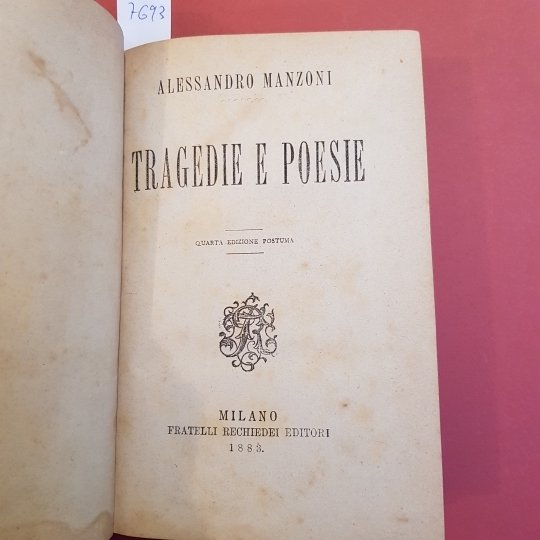 7693
ALESSANDRO MANZONI
TRAGEDIE E POESIE
QUARTA EDIZIONE POSTUMA
MILANO
FRATELLI RECHIEDEI EDITORI
1883.